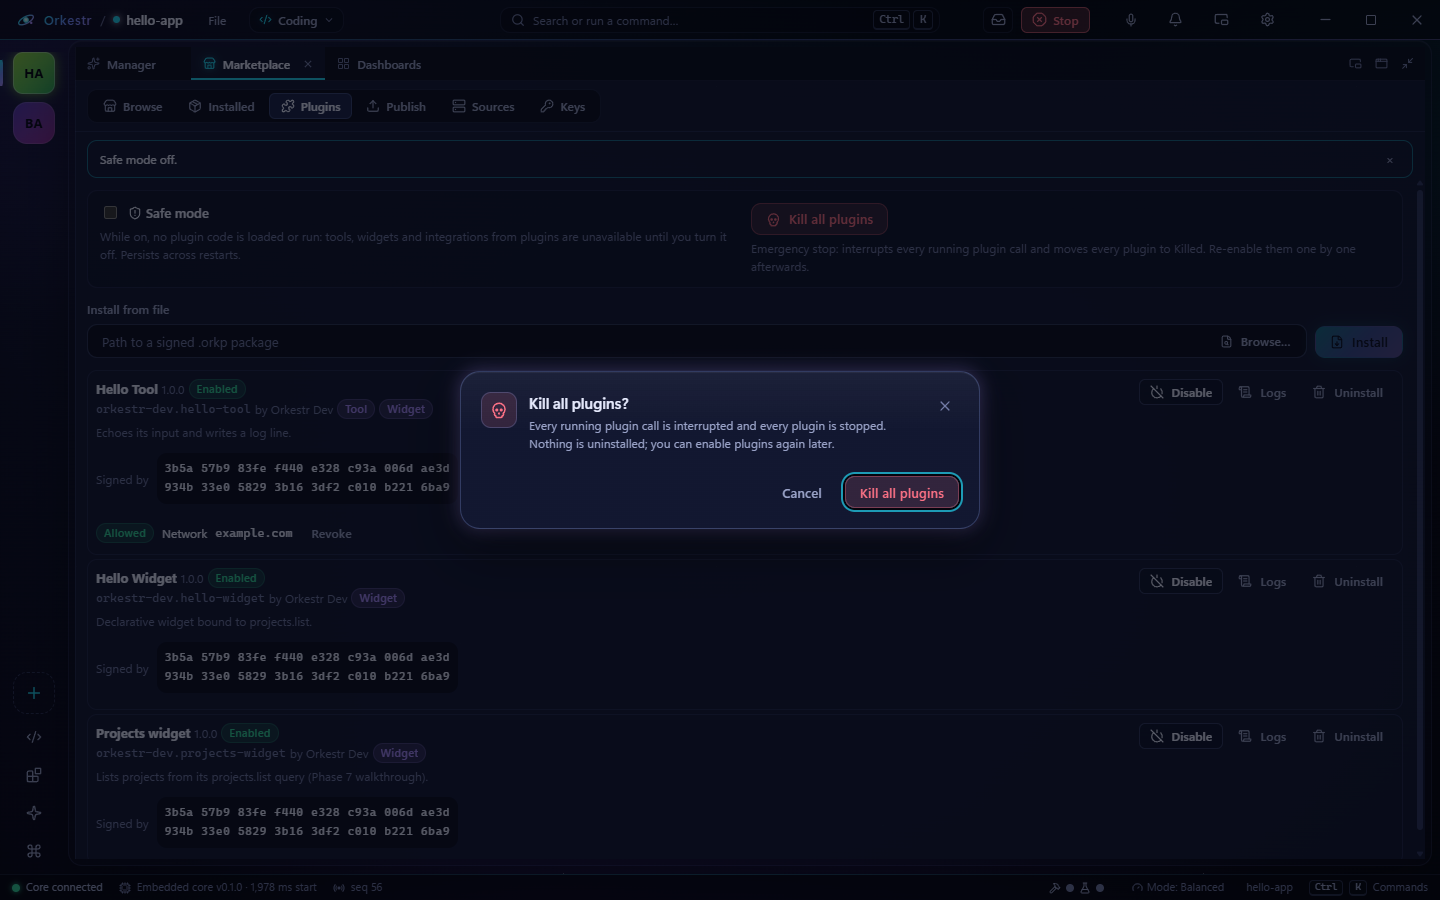 Orkestr / hello-app File Coding Search or run a command... Ctrl K Stop
HA
BA
Manager Marketplace × Dashboards
Browse Installed Plugins Publish Sources Keys
Safe mode off. ×
Safe mode
While on, no plugin code is loaded or run: tools, widgets and integrations from plugins are unavailable until you turn it
off. Persists across restarts.
Kill all plugins
Emergency stop: interrupts every running plugin call and moves every plugin to Killed. Re-enable them one by one
afterwards.
Install from file
Path to a signed .orkp package Browse... Install
Hello Tool 1.0.0 Enabled Disable Logs Uninstall
orkestr-dev.hello-tool by Orkestr Dev Tool Widget
Echoes its input and writes a log line.
Signed by
3b5a 57b9 83fe f440 e328 c93a 006d ae3d
934b 33e0 5829 3b16 3df2 c010 b221 6ba9
Allowed Network example.com Revoke
Kill all plugins?
Every running plugin call is interrupted and every plugin is stopped.
Nothing is uninstalled; you can enable plugins again later.
Cancel Kill all plugins
Hello Widget 1.0.0 Enabled Disable Logs Uninstall
orkestr-dev.hello-widget by Orkestr Dev Widget
Declarative widget bound to projects.list.
Signed by
3b5a 57b9 83fe f440 e328 c93a 006d ae3d
934b 33e0 5829 3b16 3df2 c010 b221 6ba9
Projects widget 1.0.0 Enabled Disable Logs Uninstall
orkestr-dev.projects-widget by Orkestr Dev Widget
Lists projects from its projects.list query (Phase 7 walkthrough).
Signed by
3b5a 57b9 83fe f440 e328 c93a 006d ae3d
934b 33e0 5829 3b16 3df2 c010 b221 6ba9
Core connected Embedded core v0.1.0 · 1,978 ms start seq 56 Mode: Balanced hello-app Ctrl K Commands